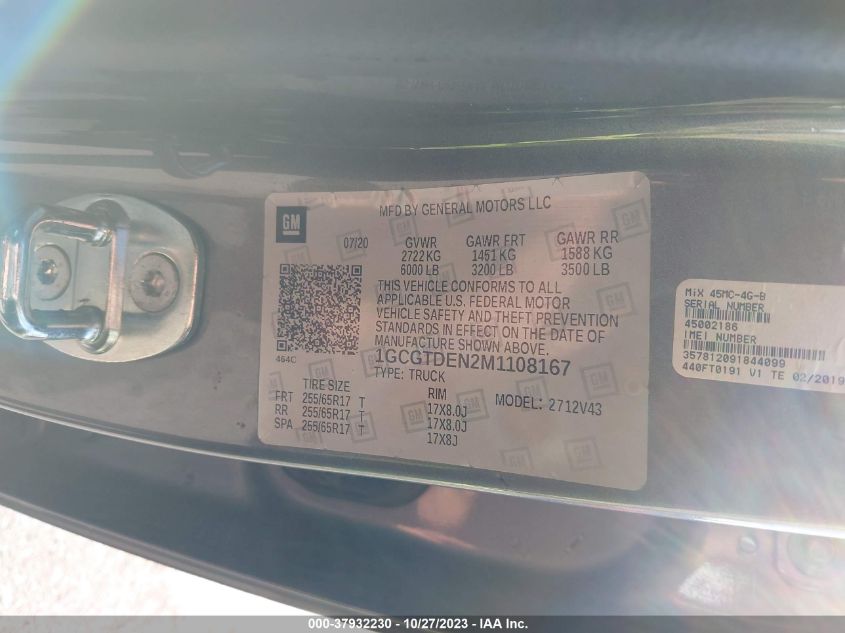 GM
MFD BY GENERAL MOTORS LLC
07/20 GVWR GAWR FRT GAWR RR
2722 KG 1451 KG 1588 KG
6000 LB 3200 LB 3500 LB
THIS VEHICLE CONFORMS TO ALL
APPLICABLE U.S. FEDERAL MOTOR
VEHICLE SAFETY AND THEFT PREVENTION
STANDARDS IN EFFECT ON THE DATE OF
MANUFACTURE SHOWN ABOVE.
464C
1GCGTDEN2M1108167
TYPE: TRUCK
TIRE SIZE RIM MODEL: 2712V43
FRT 255/65R17 T 17X8.0J
RR 255/65R17 T 17X8.0J
SPA 255/65R17 T 17X8J
MiX 45MC-4G-B
SERIAL NUMBER
45002186
IMEI NUMBER
357812091844099
440FT0191 V1 TE 02/2019
000-37932230 - 10/27/2023 - 1IMG_____